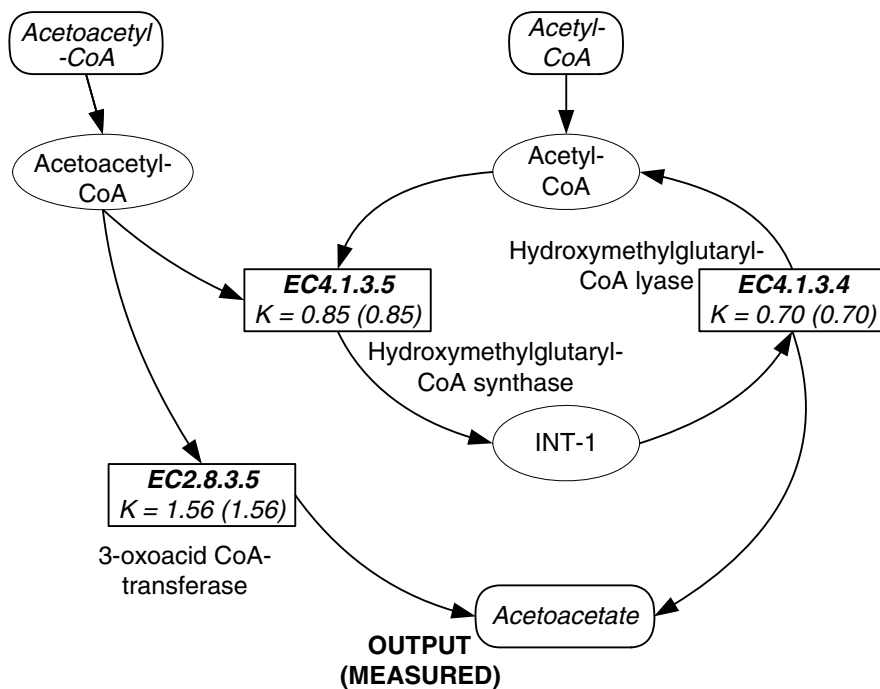 Acetoacetyl
-CoA
Acetyl-
CoA
Acetoacetyl-
CoA
Acetyl-
CoA
Hydroxymethylglutaryl-
CoA lyase
EC4.1.3.5
K = 0.85 (0.85)
EC4.1.3.4
K = 0.70 (0.70)
Hydroxymethylglutaryl-
CoA synthase
INT-1
EC2.8.3.5
K = 1.56 (1.56)
3-oxoacid CoA-
transferase
Acetoacetate
OUTPUT
(MEASURED)